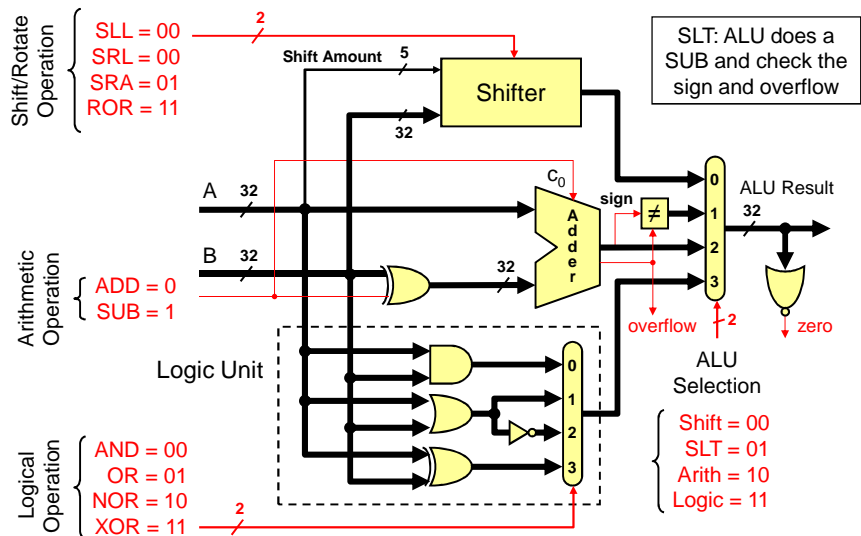 Shift/Rotate
Operation
SLL = 00
SRL = 00
SRA = 01
ROR = 11
2
Shift Amount
5
32
Shifter
SLT: ALU does a
SUB and check the
sign and overflow
A
32
B
32
Arithmetic
Operation
ADD = 0
SUB = 1
c0
32
Adder
sign
≠
overflow
0
1
2
3
ALU Result
32
zero
2
ALU
Selection
Shift = 00
SLT = 01
Arith = 10
Logic = 11
Logic Unit
0
1
2
3
Logical
Operation
AND = 00
OR = 01
NOR = 10
XOR = 11
2